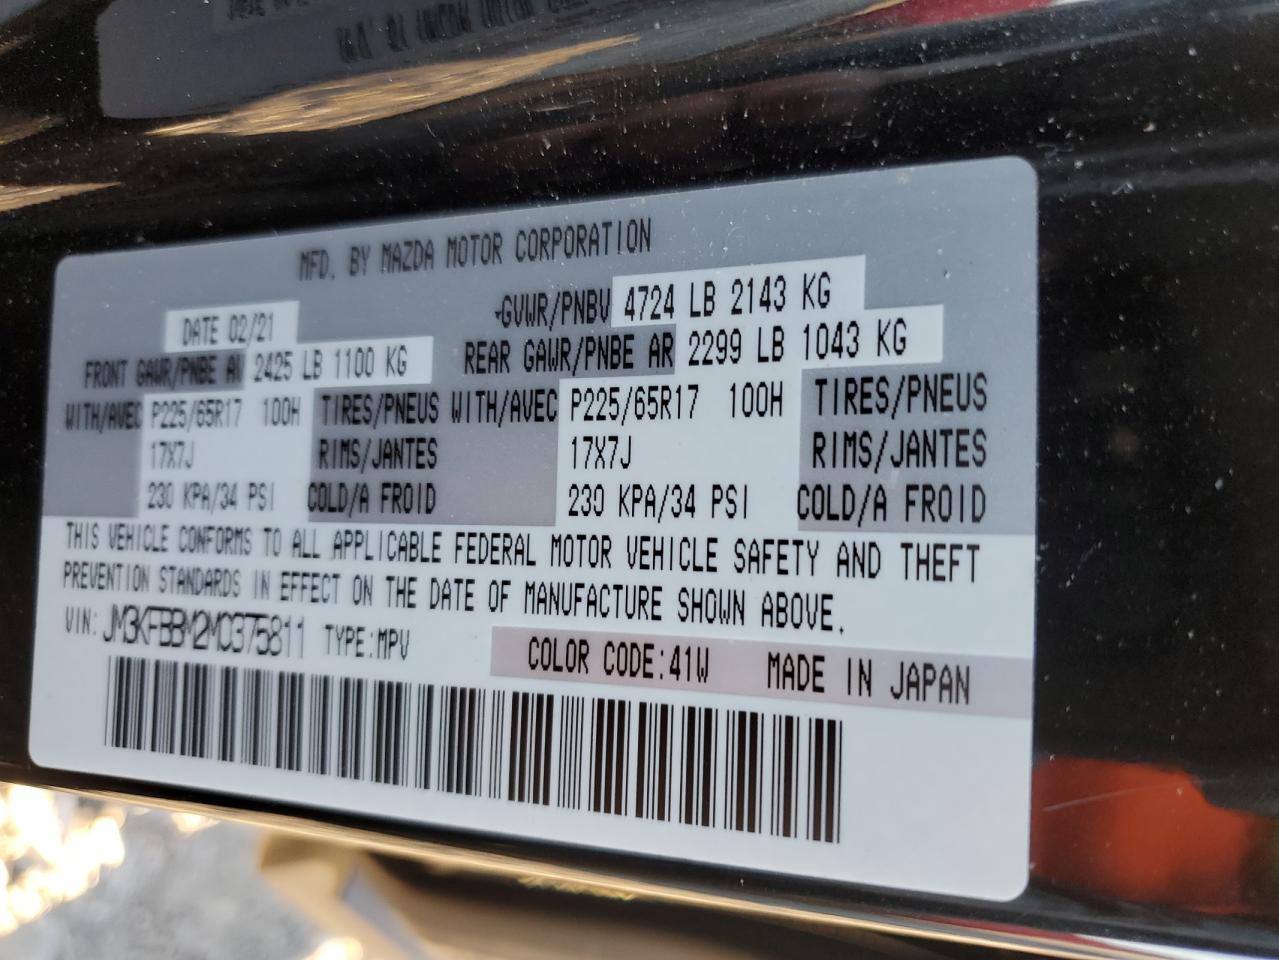 MFD. BY MAZDA MOTOR CORPORATION
DATE 02/21 GVWR/PNBV 4724 LB 2143 KG
FRONT GAWR/PNBE AV 2425 LB 1100 KG REAR GAWR/PNBE AR 2299 LB 1043 KG
WITH/AVEC P225/65R17 100H TIRES/PNEUS WITH/AVEC P225/65R17 100H TIRES/PNEUS
17X7J RIMS/JANTES 17X7J RIMS/JANTES
230 KPA/34 PSI COLD/A FROID 230 KPA/34 PSI COLD/A FROID
THIS VEHICLE CONFORMS TO ALL APPLICABLE FEDERAL MOTOR VEHICLE SAFETY AND THEFT
PREVENTION STANDARDS IN EFFECT ON THE DATE OF MANUFACTURE SHOWN ABOVE.
VIN: JM3KFBBM2M0375811 TYPE:MPV COLOR CODE:41W MADE IN JAPAN